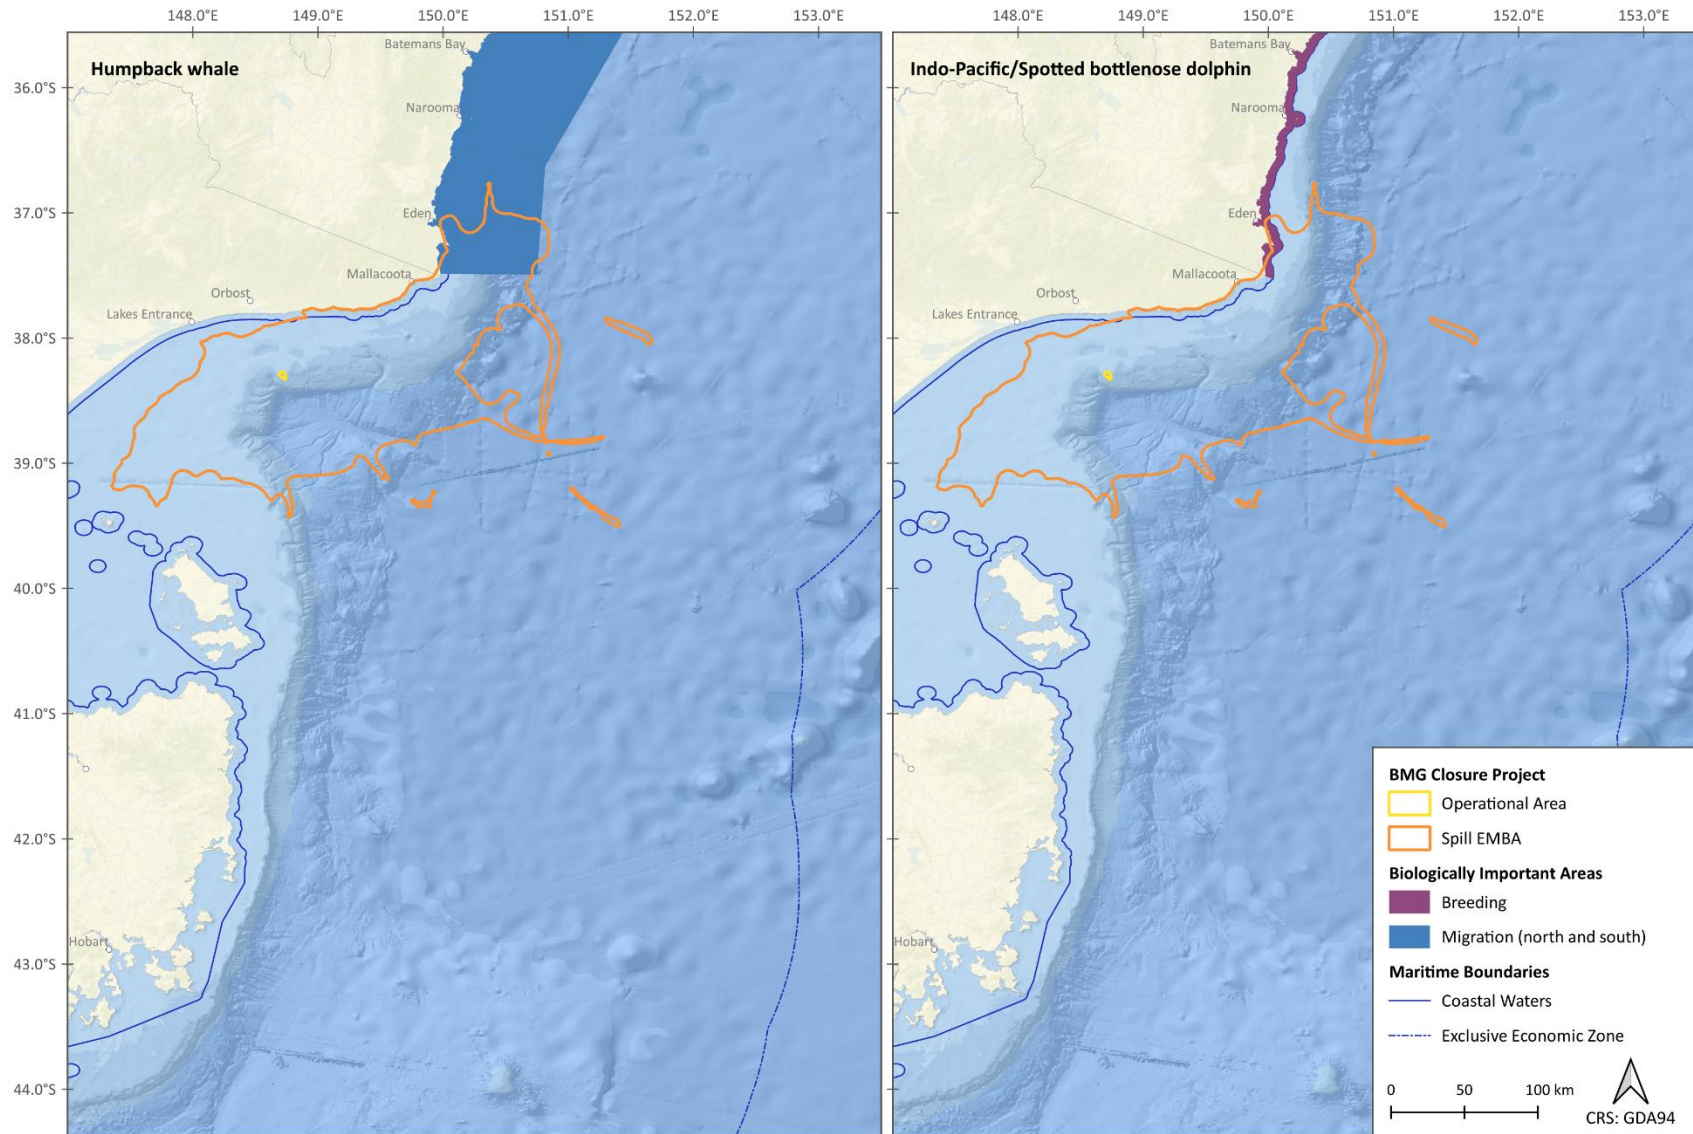 148.0°E 149.0°E 150.0°E 151.0°E 152.0°E 153.0°E
148.0°E 149.0°E 150.0°E 151.0°E 152.0°E 153.0°E
36.0°S
37.0°S
38.0°S
39.0°S
40.0°S
41.0°S
42.0°S
43.0°S
44.0°S
Humpback whale
Batemans Bay
Narooma
Eden
Mallacoota
Orbost
Lakes Entrance
Hobart
Indo-Pacific/Spotted bottlenose dolphin
Batemans Bay
Narooma
Eden
Mallacoota
Orbost
Lakes Entrance
Hobart
BMG Closure Project
Operational Area
Spill EMBA
Biologically Important Areas
Breeding
Migration (north and south)
Maritime Boundaries
Coastal Waters
Exclusive Economic Zone
0 50 100 km
CRS: GDA94